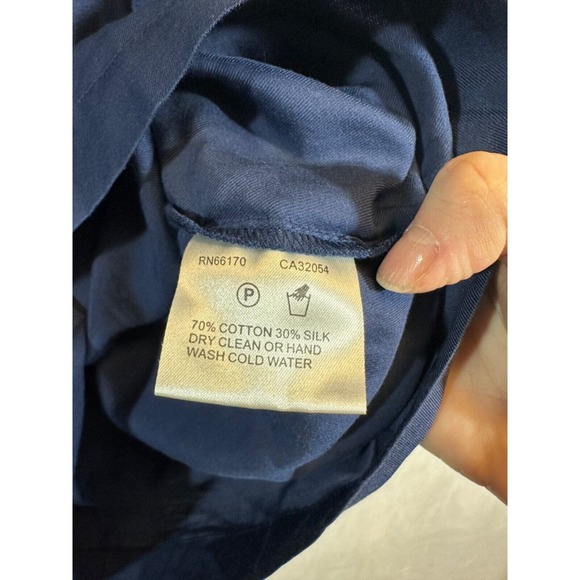 RN66170 CA32054
P
70% COTTON 30% SILK
DRY CLEAN OR HAND
WASH COLD WATER